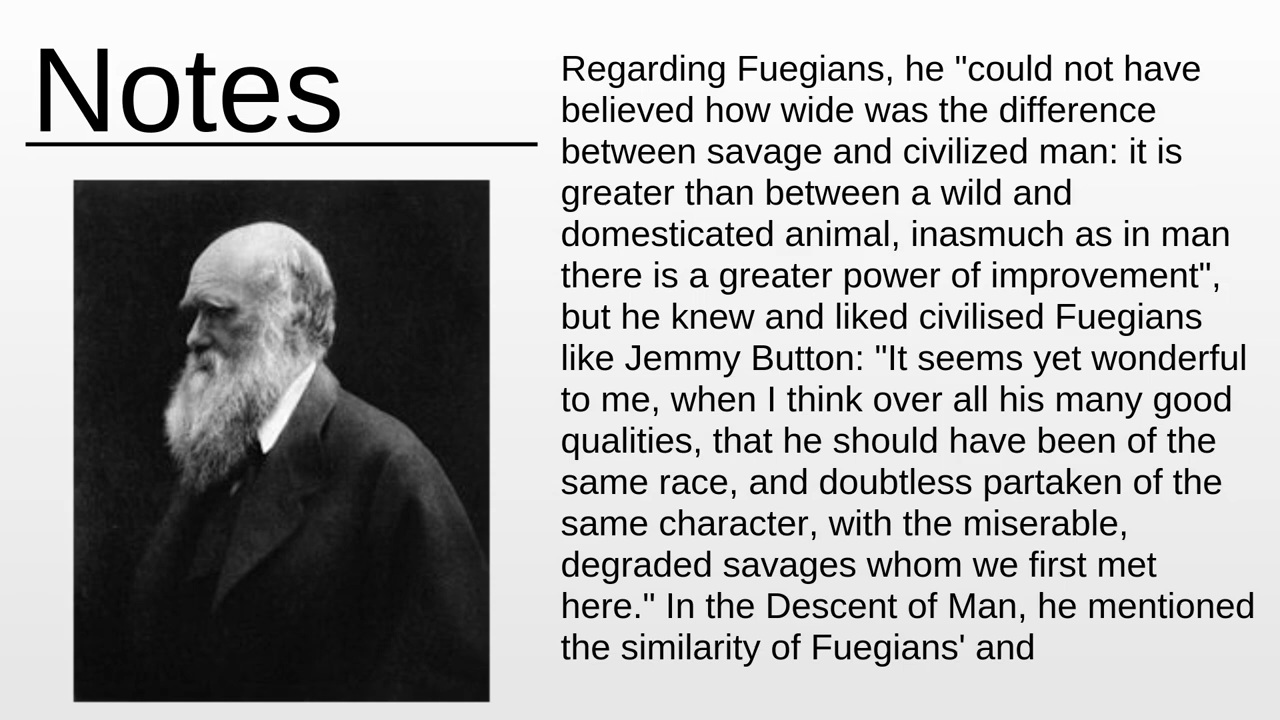 Notes
Regarding Fuegians, he "could not have
believed how wide was the difference
between savage and civilized man: it is
greater than between a wild and
domesticated animal, inasmuch as in man
there is a greater power of improvement",
but he knew and liked civilised Fuegians
like Jemmy Button: "It seems yet wonderful
to me, when I think over all his many good
qualities, that he should have been of the
same race, and doubtless partaken of the
same character, with the miserable,
degraded savages whom we first met
here." In the Descent of Man, he mentioned
the similarity of Fuegians' and